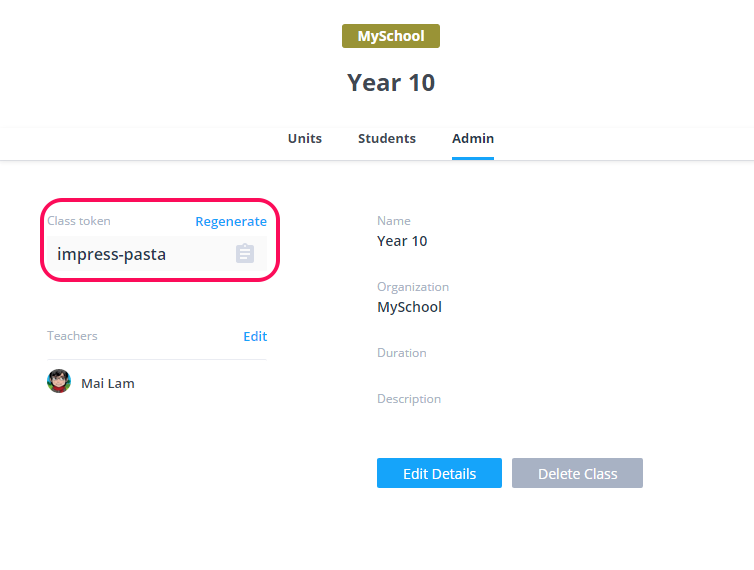 MySchool
Year 10
Units Students Admin
Class token Regenerate
impress-pasta
Teachers Edit
Mai Lam
Name
Year 10
Organization
MySchool
Duration
Description
Edit Details Delete Class